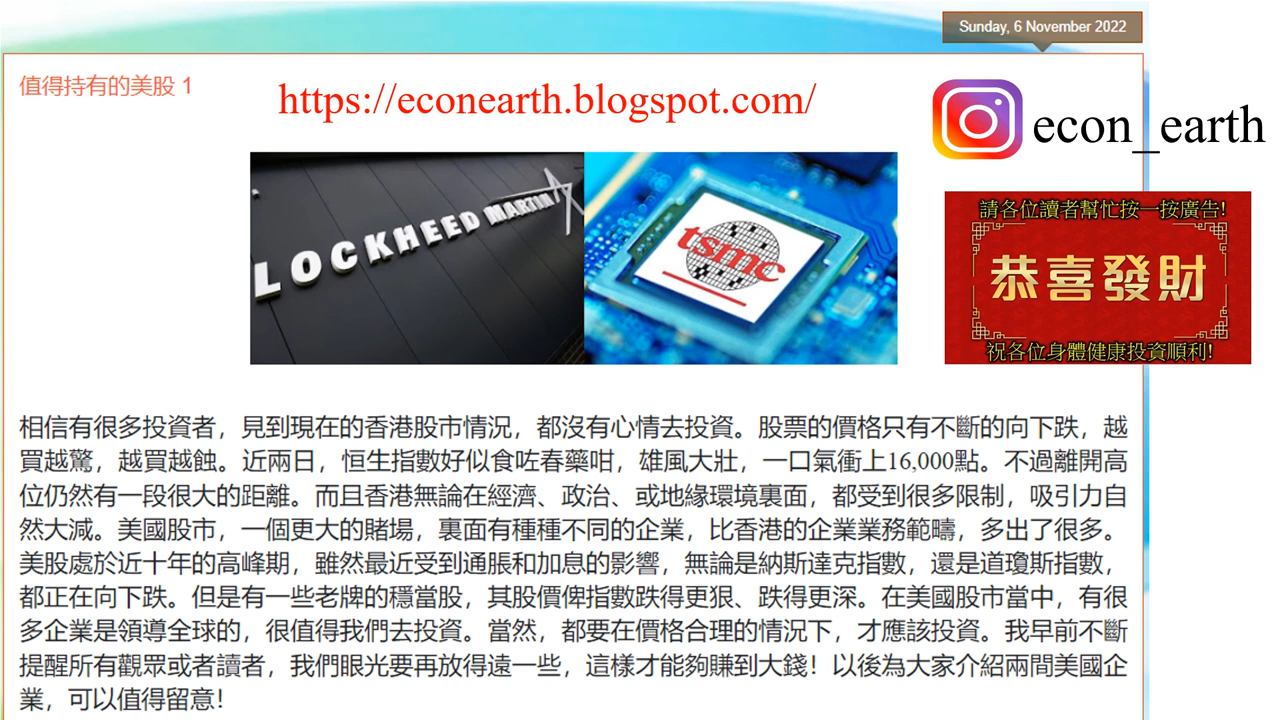 Sunday, 6 November 2022
值得持有的美股 1
https://econearth.blogspot.com/
econ_earth
LOCKHEED MARTIN
tsmc
請各位讀者幫忙按一按廣告!
恭喜發財
祝各位身體健康投資順利!
相信有很多投資者，見到現在的香港股市情況，都沒有心情去投資。股票的價格只有不斷的向下跌，越
買越驚，越買越蝕。近兩日，恒生指數好似食咗春藥咁，雄風大壯，一口氣衝上16,000點。不過離開高
位仍然有一段很大的距離。而且香港無論在經濟、政治、或地緣環境裏面，都受到很多限制，吸引力自
然大減。美國股市，一個更大的賭場，裏面有種種不同的企業，比香港的企業業務範疇，多出了很多。
美股處於近十年的高峰期，雖然最近受到通脹和加息的影響，無論是納斯達克指數，還是道瓊斯指數，
都正在向下跌。但是有一些老牌的穩當股，其股價俾指數跌得更狠、跌得更深。在美國股市當中，有很
多企業是領導全球的，很值得我們去投資。當然，都要在價格合理的情況下，才應該投資。我早前不斷
提醒所有觀眾或者讀者，我們眼光要再放得遠一些，這樣才能夠賺到大錢！以後為大家介紹兩間美國企
業，可以值得留意！